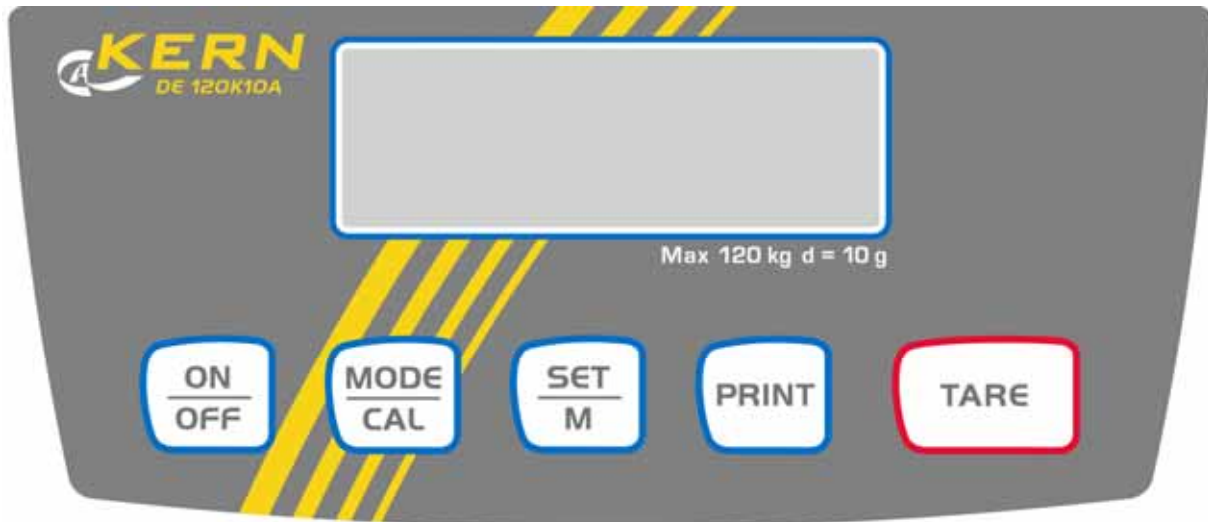 KERN
DE 120K10A
Max 120 kg d = 10 g
ON
OFF
MODE
CAL
SET
M
PRINT
TARE